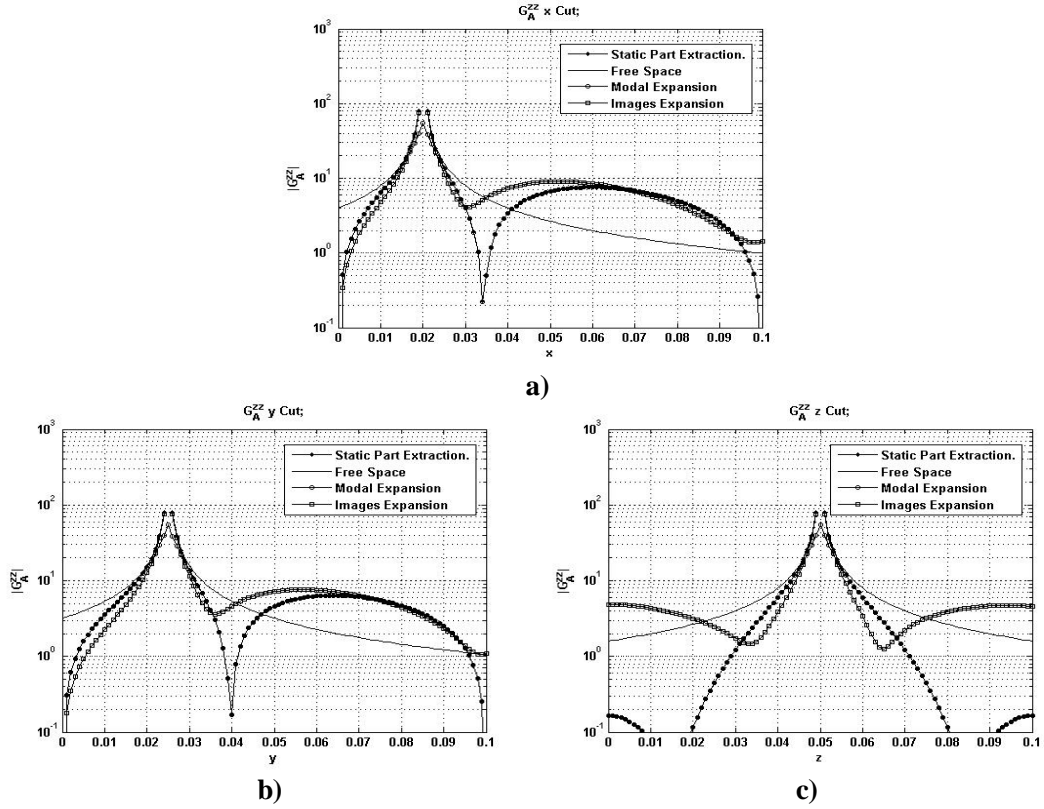 G_A^zz x Cut;
10^3
10^2
10^1
10^0
10^-1
|G_A^zz|
Static Part Extraction.
Free Space
Modal Expansion
Images Expansion
0 0.01 0.02 0.03 0.04 0.05 0.06 0.07 0.08 0.09 0.1
x
a)
G_A^zz y Cut;
10^3
10^2
10^1
10^0
10^-1
|G_A^zz|
Static Part Extraction.
Free Space
Modal Expansion
Images Expansion
0 0.01 0.02 0.03 0.04 0.05 0.06 0.07 0.08 0.09 0.1
y
b)
G_A^zz z Cut;
10^3
10^2
10^1
10^0
10^-1
|G_A^zz|
Static Part Extraction.
Free Space
Modal Expansion
Images Expansion
0 0.01 0.02 0.03 0.04 0.05 0.06 0.07 0.08 0.09 0.1
z
c)